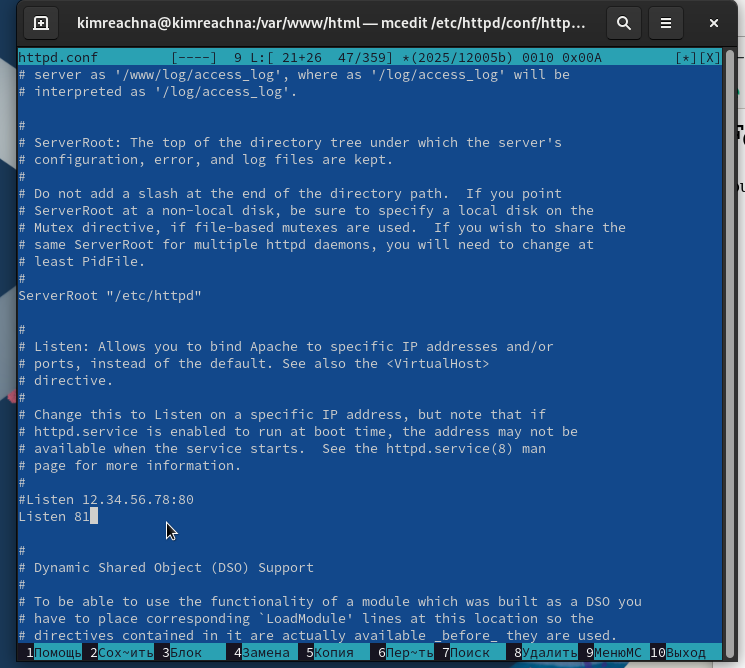 kimreachna@kimreachna:/var/www/html — mcedit /etc/httpd/conf/http...
httpd.conf [----] 9 L:[ 21+26 47/359] *(2025/12005b) 0010 0x00A [*][X]
# server as '/www/log/access_log', where as '/log/access_log' will be
# interpreted as '/log/access_log'.
#
# ServerRoot: The top of the directory tree under which the server's
# configuration, error, and log files are kept.
#
# Do not add a slash at the end of the directory path.  If you point
# ServerRoot at a non-local disk, be sure to specify a local disk on the
# Mutex directive, if file-based mutexes are used.  If you wish to share the
# same ServerRoot for multiple httpd daemons, you will need to change at
# least PidFile.
#
ServerRoot "/etc/httpd"
#
# Listen: Allows you to bind Apache to specific IP addresses and/or
# ports, instead of the default. See also the <VirtualHost>
# directive.
#
# Change this to Listen on a specific IP address, but note that if
# httpd.service is enabled to run at boot time, the address may not be
# available when the service starts.  See the httpd.service(8) man
# page for more information.
#
#Listen 12.34.56.78:80
Listen 81
#
# Dynamic Shared Object (DSO) Support
#
# To be able to use the functionality of a module which was built as a DSO you
# have to place corresponding `LoadModule' lines at this location so the
# directives contained in it are actually available _before_ they are used.
1Помощь 2Сох~ить 3Блок 4Замена 5Копия 6Пер~ть 7Поиск 8Удалить 9МенюMC 10Выход